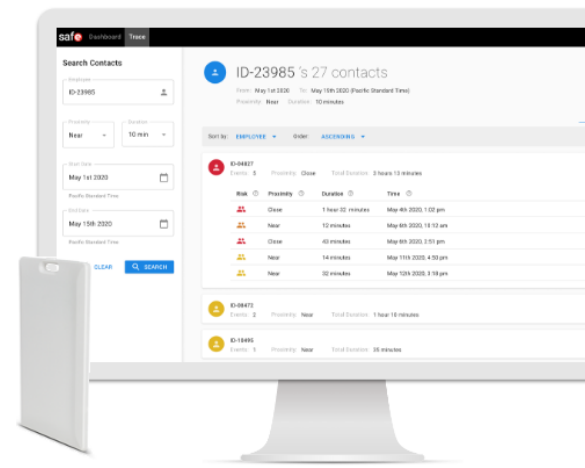 safe Dashboard Trace
Search Contacts
Employee
ID-23985
Proximity Duration
Near 10 min
Start Date
May 1st 2020
Pacific Standard Time
End Date
May 15th 2020
Pacific Standard Time
CLEAR SEARCH
ID-23985 's 27 contacts
From: May 1st 2020 To: May 15th 2020 (Pacific Standard Time)
Proximity: Near Duration: 10 minutes
Sort by: EMPLOYEE Order: ASCENDING
ID-04827
Events: 5 Proximity: Close Total Duration: 3 hours 13 minutes
Risk Proximity Duration Time
Close 1 hour 02 minutes May 4th 2020, 1:02 pm
Near 12 minutes May 6th 2020, 10:12 am
Close 43 minutes May 6th 2020, 2:51 pm
Near 14 minutes May 11th 2020, 4:50 pm
Near 32 minutes May 12th 2020, 3:18 pm
ID-08472
Events: 2 Proximity: Near Total Duration: 1 hour 10 minutes
ID-10495
Events: 1 Proximity: Near Total Duration: 35 minutes